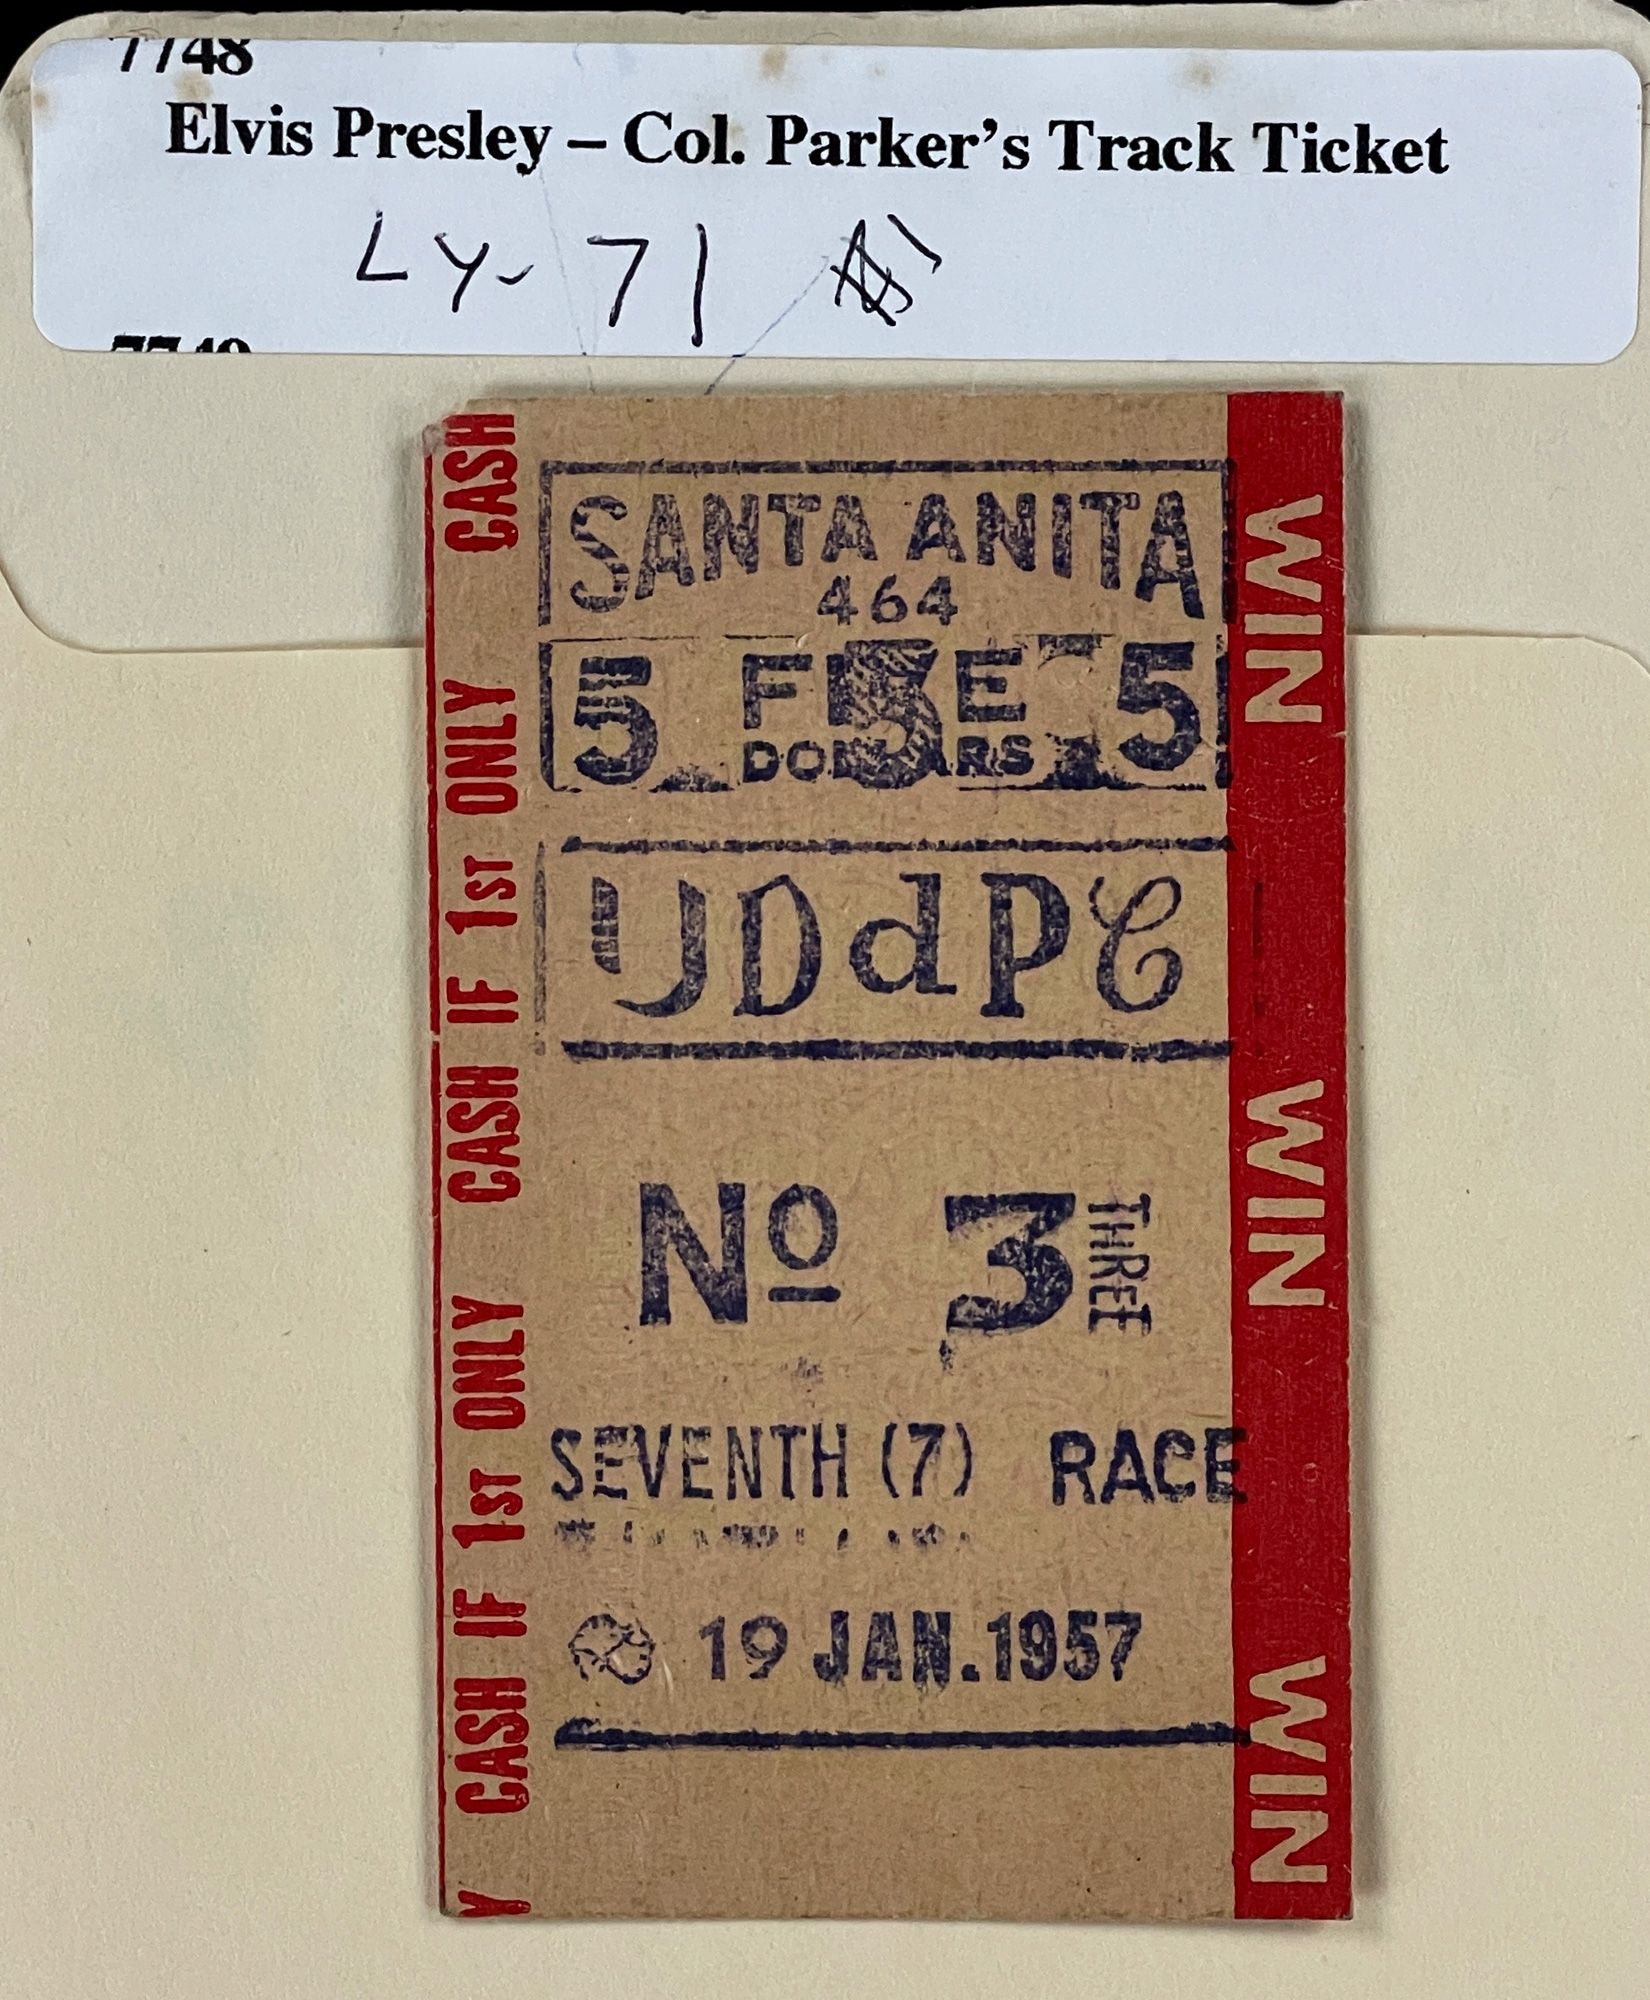 7748
Elvis Presley – Col. Parker's Track Ticket
Ly- 71
7749
SANTA ANITA
464
5 FIVE 5 5
DOLLARS
UDdPC
No 3 THREE
SEVENTH (7) RACE
19 JAN. 1957
CASH IF 1ST ONLY CASH IF 1ST ONLY CASH
WIN WIN WIN